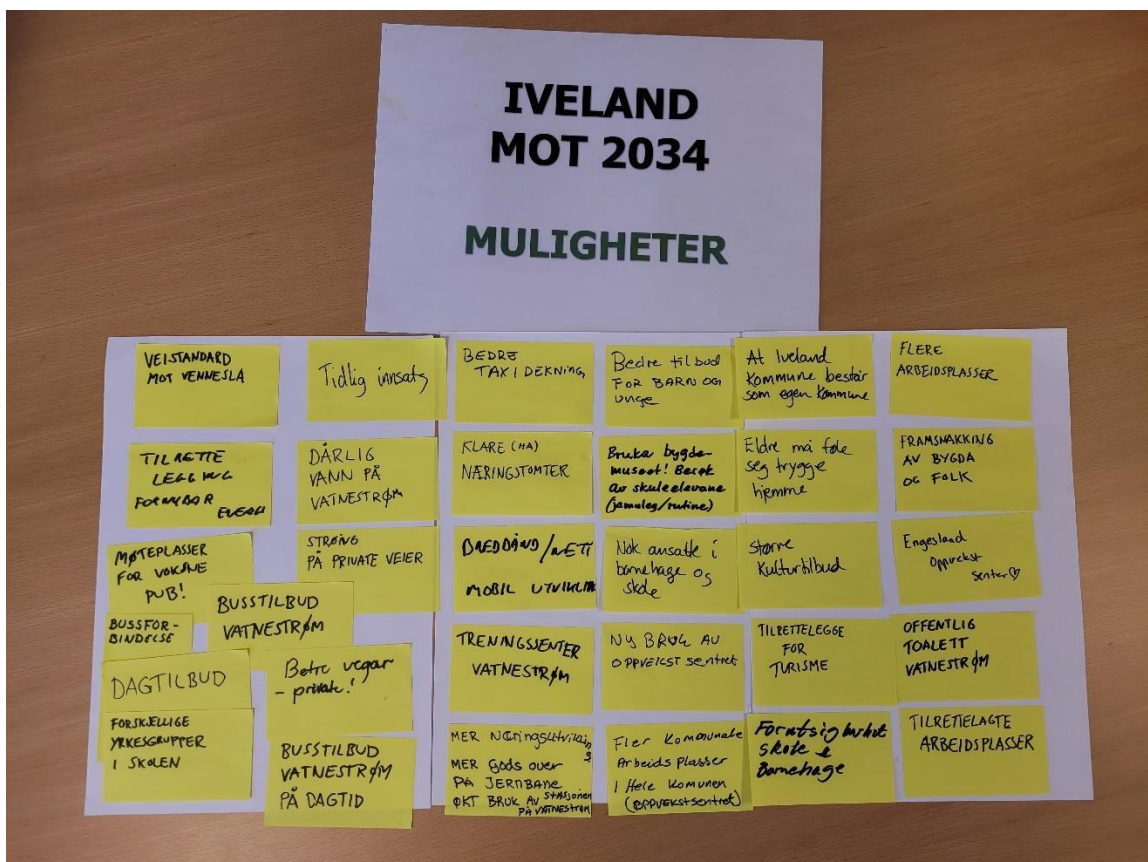 IVELAND
MOT 2034
MULIGHETER
VEISTANDARD
MOT VENNESLA
TILRETTE
LEGGING
FORNYBAR
MØTEPLASSER
FOR VOKSNE
PUB!
BUSSFOR-
BINDELSE
DAGTILBUD
FORSKJELLIGE
YRKESGRUPPER
I SKOLEN
Tidlig innsats
DÅRLIG
VANN PÅ
VATNESTRØM
STRØING
PÅ PRIVATE VEIER
BUSSTILBUD
VATNESTRØM
Betre vegar
- private!
BUSSTILBUD
VATNESTRØM
PÅ DAGTID
BEDRE
TAXI DEKNING
KLARE (HA)
NÆRINGSTOMTER
BREDBÅND/NETT
MOBIL UTVIKLING
TRENINGSSENTER
VATNESTRØM
MER Næringsutvikling
MER Gods over
PÅ JERNBANE
ØKT BRUK AV STASJONEN
PÅ VATNESTRØM
Bedre tilbud
FOR BARN OG
unge
Bruka bygde-
museet! Besøk
av skuleelevane
(jamnleg/rutine)
Nok ansatte i
barnehage og
skole
NY BRUK AV
OPPVEKST sentret
Fler Kommunale
Arbeids plasser
I Hele Komunen
(OPPVEKSTsentret)
At Iveland
Kommune består
som egen kommune
Eldre må føle
seg trygge
hjemme
Større
Kulturtilbud
TILRETTELEGGE
FOR
TURISME
Forutsigbarhet
skole &
Barnehage
FLERE
ARBEIDSPLASSER
FRAMSNAKKING
AV BYGDA
OG FOLK
Engesland
Oppvekst
Senter♡
OFFENTLIG
TOALETT
VATNESTRØM
TILRETTELAGTE
ARBEIDSPLASSER